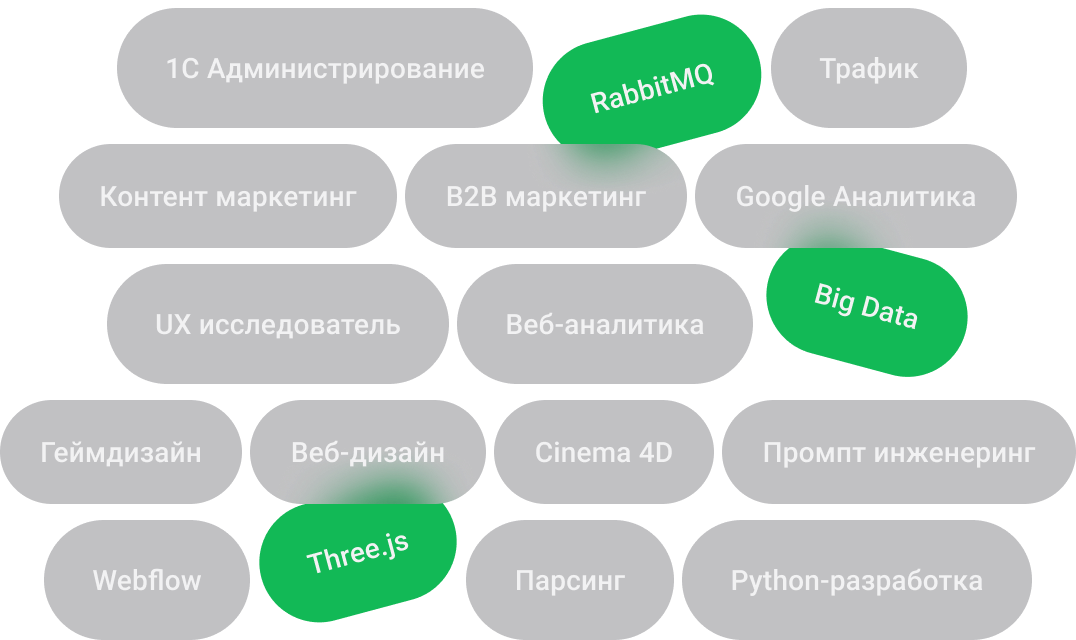 1С Администрирование
RabbitMQ
Трафик
Контент маркетинг
B2B маркетинг
Google Аналитика
UX исследователь
Веб-аналитика
Big Data
Геймдизайн
Веб-дизайн
Cinema 4D
Промпт инженеринг
Webflow
Three.js
Парсинг
Python-разработка